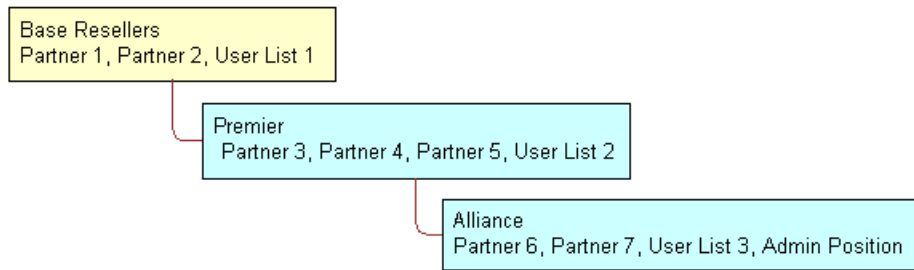 Base Resellers
Partner 1, Partner 2, User List 1
Premier
Partner 3, Partner 4, Partner 5, User List 2
Alliance
Partner 6, Partner 7, User List 3, Admin Position